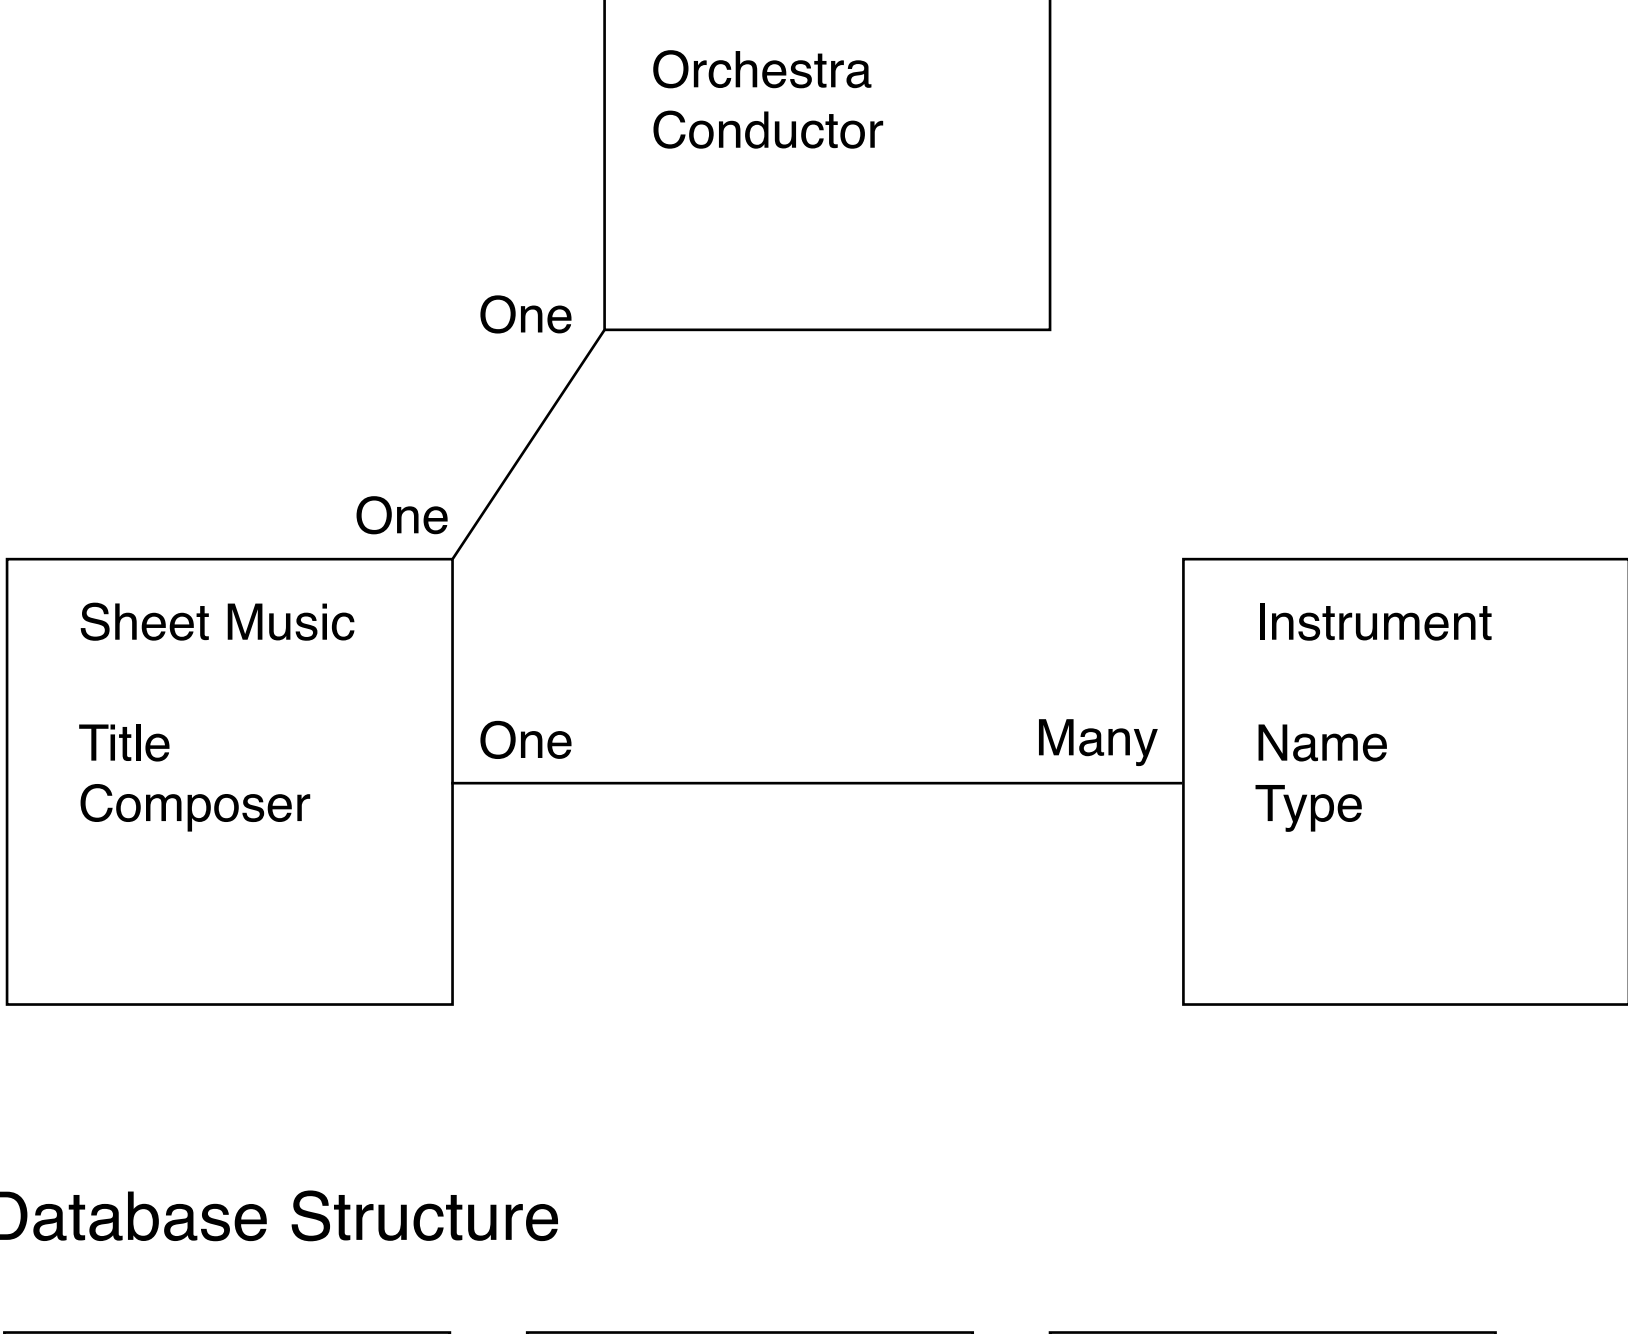 Orchestra
Conductor
One
One
Sheet Music
Instrument
Title
Composer
One
Many
Name
Type
Database Structure